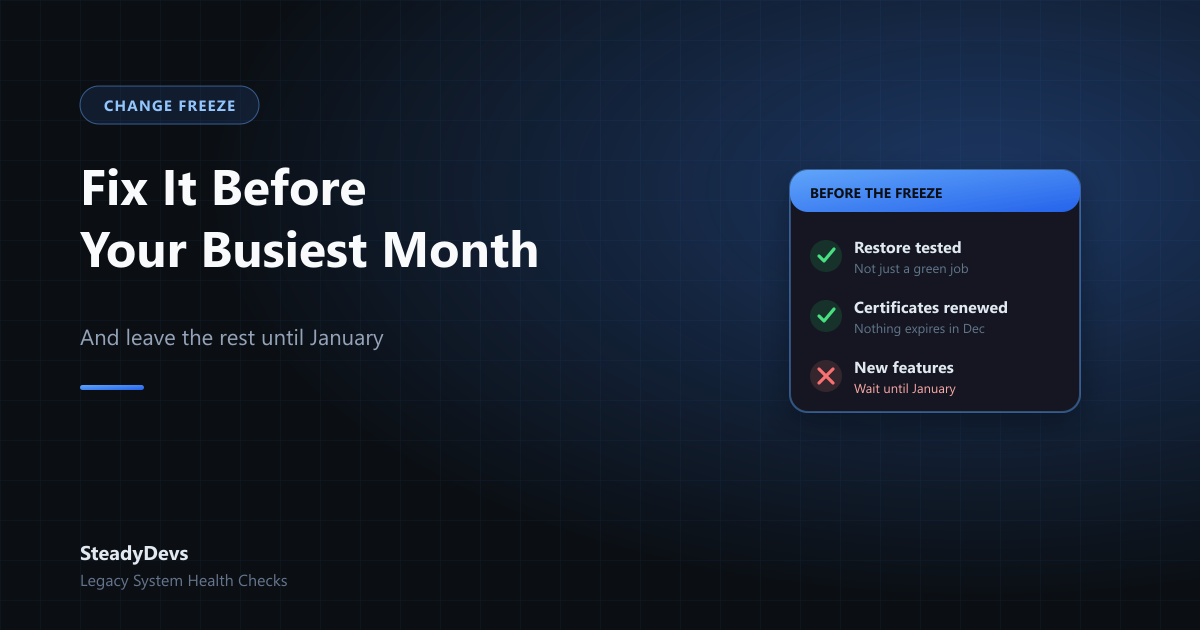 CHANGE FREEZE
Fix It Before
Your Busiest Month
And leave the rest until January
BEFORE THE FREEZE
Restore tested
Not just a green job
Certificates renewed
Nothing expires in Dec
New features
Wait until January
SteadyDevs
Legacy System Health Checks